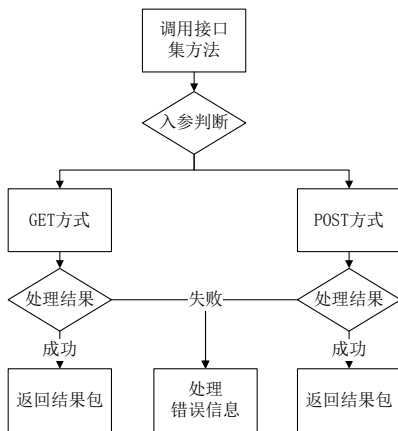 调用接口
集方法
入参判断
GET方式
POST方式
处理结果
失败
处理结果
成功
成功
返回结果包
处理
错误信息
返回结果包